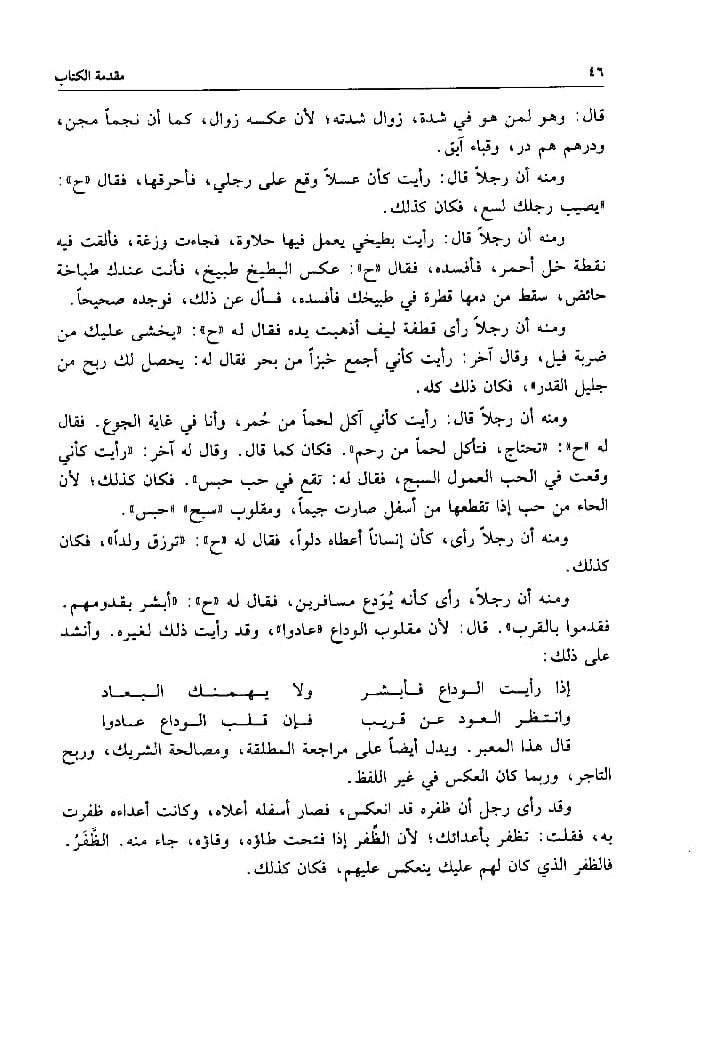 ٤٦ مقدمة الكتاب
قال: وهو لمن هو في شدة، زوال شدته؛ لأن عكسه زوال، كما أن نجماً مجن،
ودرهم هم در، وقباء آبق.
ومنه أن رجلاً قال: رأيت كأن عسلاً وقع على رجلي، فأحرقها، فقال «ح»:
«يصيب رجلك لسع، فكان كذلك.
ومنه أن رجلاً قال: رأيت بطيخي يعمل فيها حلاوة، فجاءت وزغة، فألقت فيه
نقطة خل أحمر، فأفسده، فقال «ح»: عكس البطيخ طبيخ، فأنت عندك طباخة
حائض، سقط من دمها قطرة في طبيخك فأفسده، فسأل عن ذلك، فوجده صحيحاً.
ومنه أن رجلاً رأى قطفة ليف أذهبت يده فقال له «ح»: «يخشى عليك من
ضربة فيل، وقال آخر: رأيت كأني أجمع خبزاً من بحر فقال له: يحصل لك ربح من
جليل القدر»، فكان ذلك كله.
ومنه أن رجلاً قال: رأيت كأني آكل لحماً من حُمر، وأنا في غاية الجوع. فقال
له «ح»: «تحتاج، فتأكل لحماً من رحم». فكان كما قال. وقال له آخر: «رأيت كأني
وقعت في الحب العمول السبح، فقال له: تقع في حب حبس». فكان كذلك؛ لأن
الحاء من حب إذا تقطعها من أسفل صارت جيماً، ومقلوب «سبح» «حبس».
ومنه أن رجلاً رأى، كأن إنساناً أعطاه دلواً، فقال له «ح»: «ترزق ولداً»، فكان
كذلك.
ومنه أن رجلاً، رأى كأنه يُوَدع مسافرين، فقال له «ح»: «أبشر بقدومهم.
فقدموا بالقرب». قال: لأن مقلوب الوداع «عادوا»، وقد رأيت ذلك لغيره. وأنشد
على ذلك:
إذا رأيت الوداع فأبشر ولا يهمنك البعاد
وانتظر العود عن قريب فإن قلب الوداع عادوا
قال هذا المعبر. ويدل أيضاً على مراجعة المطلقة، ومصالحة الشريك، وربح
التاجر، وربما كان العكس في غير اللفظ.
وقد رأى رجل أن ظفره قد انعكس، فصار أسفله أعلاه، وكانت أعداءه ظفرت
به، فقلت: تظفر بأعدائك؛ لأن الظُفر إذا فتحت طاؤه، وفاؤه، جاء منه. الظَّفَرُ.
فالظفر الذي كان لهم عليك ينعكس عليهم، فكان كذلك.